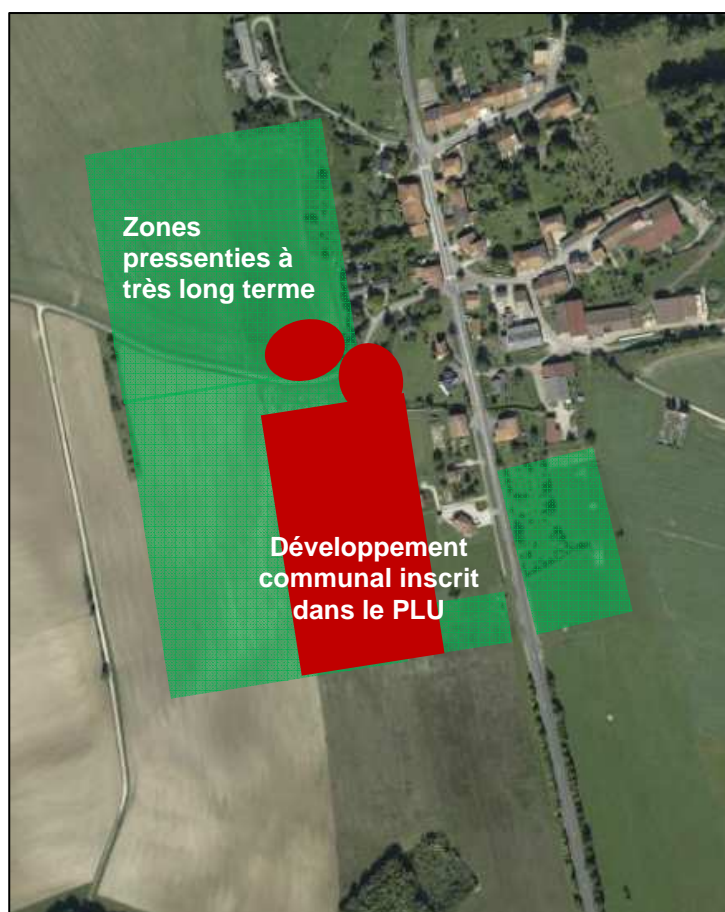 Zones
pressenties à
très long terme
Développement
communal inscrit
dans le PLU